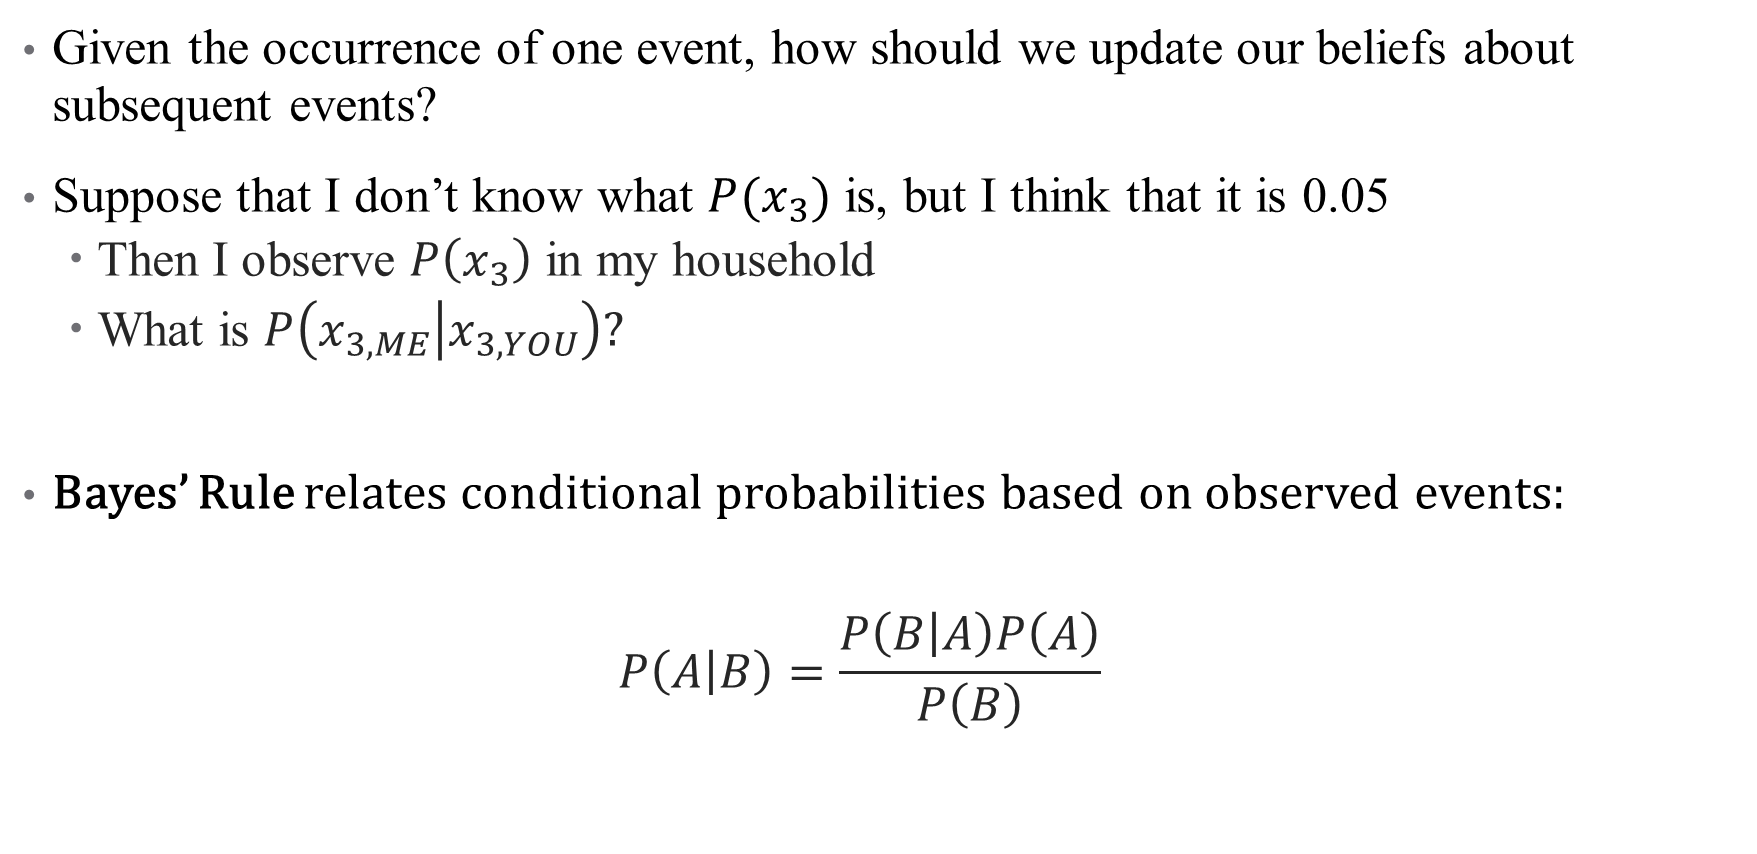 • Given the occurrence of one event, how should we update our beliefs about
subsequent events?
• Suppose that I don’t know what P(x₃) is, but I think that it is 0.05
• Then I observe P(x₃) in my household
• What is P(x₃,ME|x₃,YOU)?
• Bayes’ Rule relates conditional probabilities based on observed events:
P(A|B) = P(B|A)P(A) / P(B)